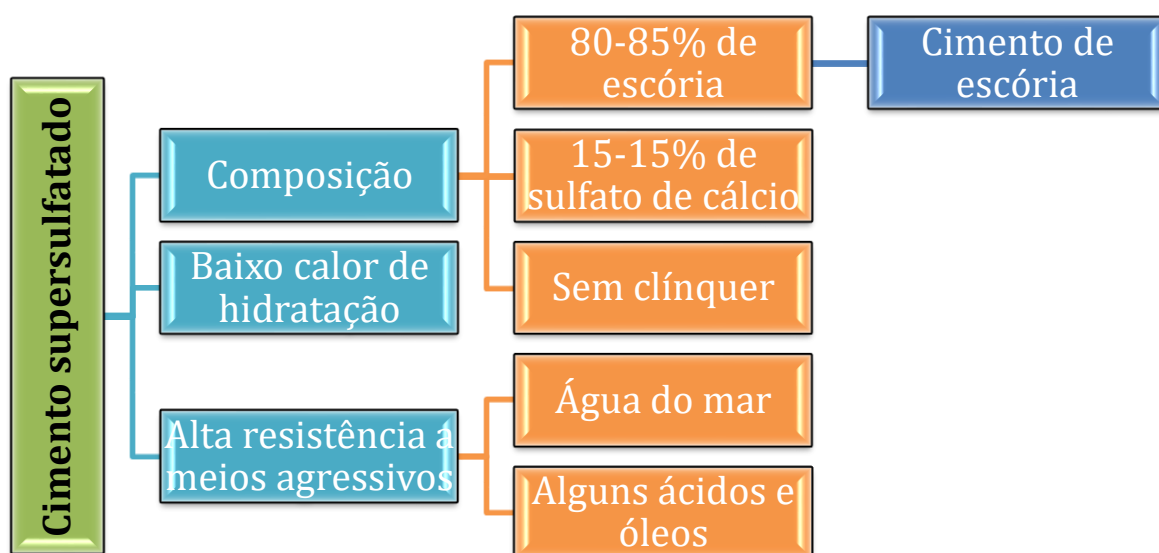 Cimento supersulfatado
Composição
80-85% de
escória
Cimento de
escória
15-15% de
sulfato de cálcio
Sem clínquer
Baixo calor de
hidratação
Alta resistência a
meios agressivos
Água do mar
Alguns ácidos e
óleos